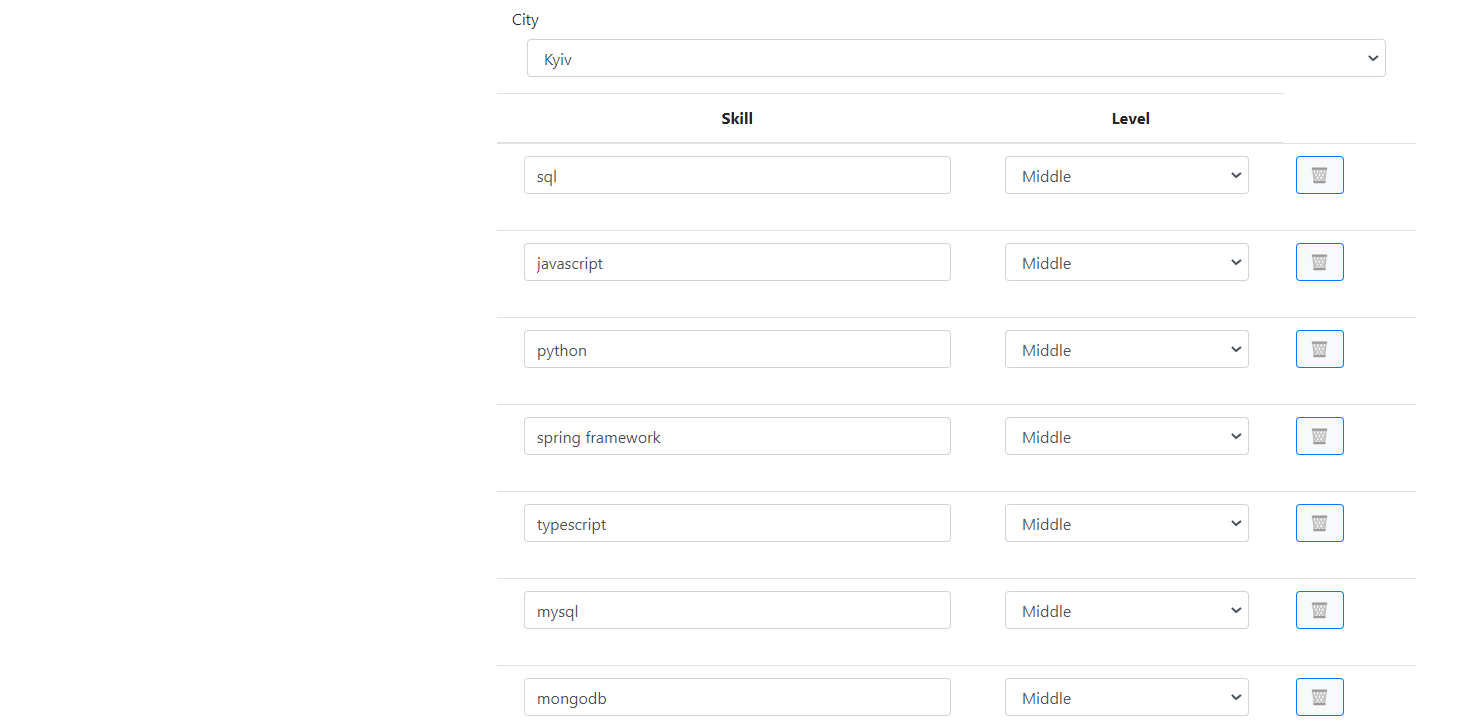 City
Kyiv
Skill Level
sql Middle
javascript Middle
python Middle
spring framework Middle
typescript Middle
mysql Middle
mongodb Middle